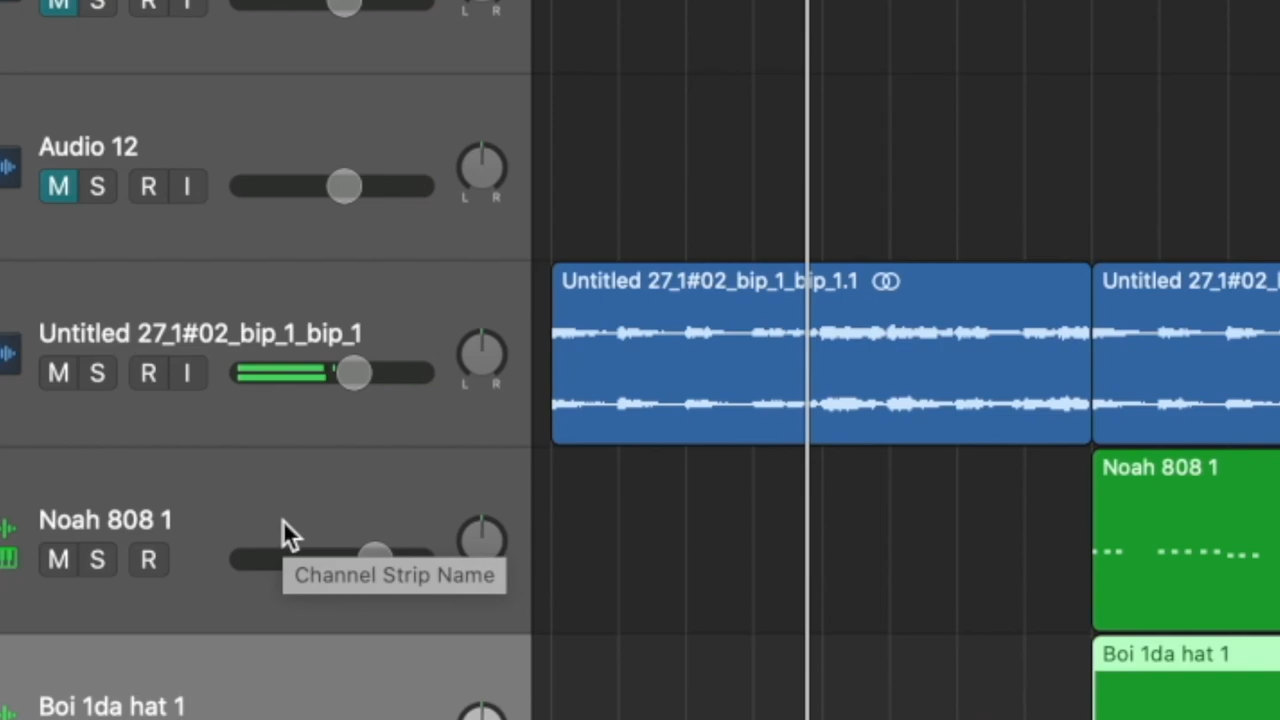 M S R I
L R
Audio 12
M S R I
L R
Untitled 27_1#02_bip_1_bip_1.1
Untitled 27_1#02_b
Untitled 27_1#02_bip_1_bip_1
M S R I
L R
Noah 808 1
Noah 808 1
M S R
Channel Strip Name
Boi 1da hat 1
Boi 1da hat 1